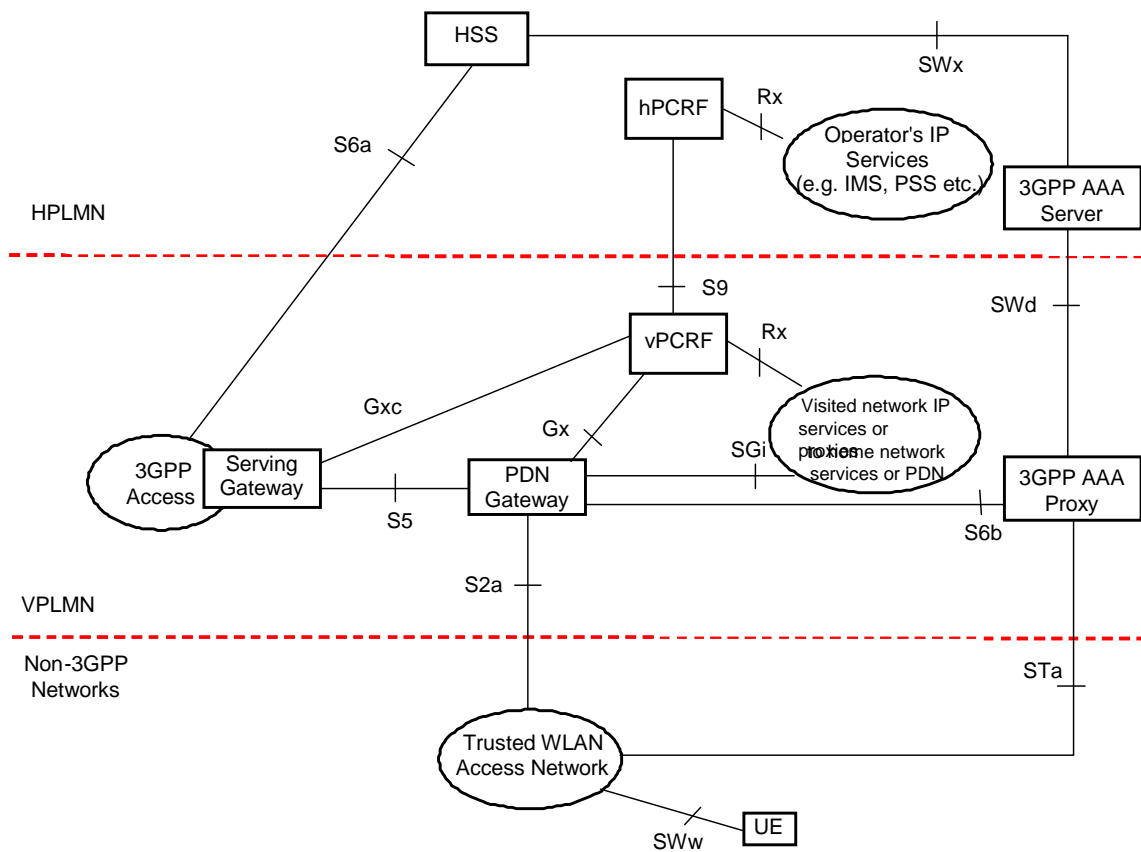 HSS
SWx
hPCRF
Rx
Operator's IP
Services
(e.g. IMS, PSS etc.)
S6a
3GPP AAA
Server
HPLMN
S9
SWd
vPCRF
Rx
Gxc
Visited network IP
services or
proxies
to home network
services or PDN
Gx
SGi
3GPP
Access
Serving
Gateway
PDN
Gateway
3GPP AAA
Proxy
S5
S6b
S2a
VPLMN
Non-3GPP
Networks
STa
Trusted WLAN
Access Network
SWw
UE